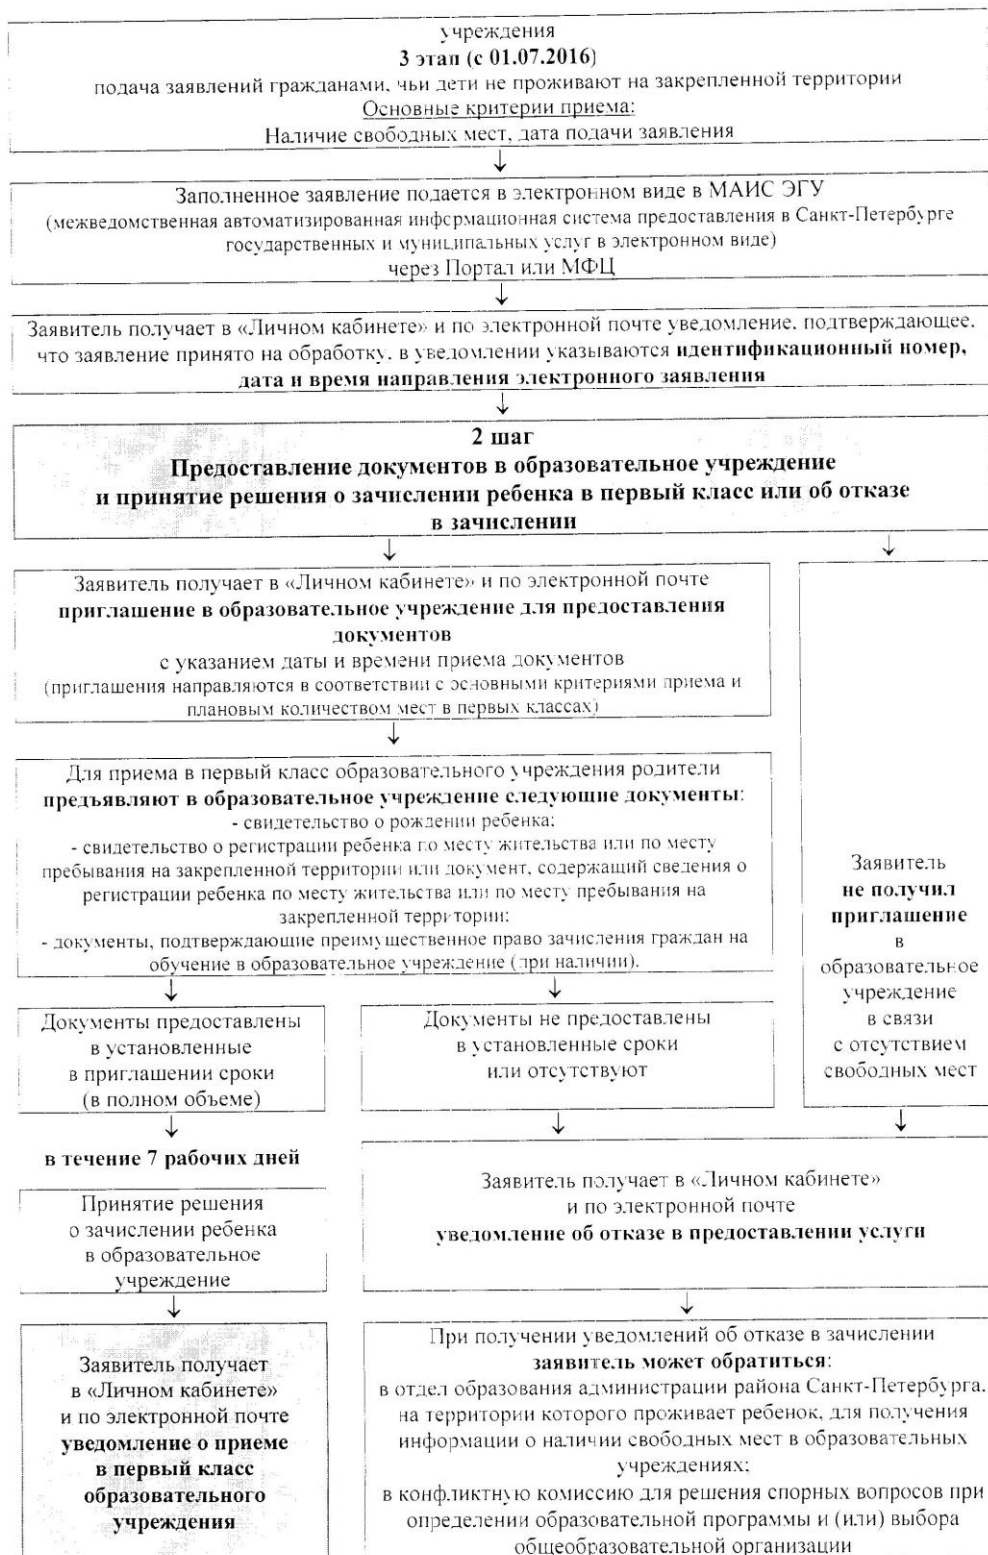 учреждения
3 этап (с 01.07.2016)
подача заявлений гражданами, чьи дети не проживают на закрепленной территории
Основные критерии приема:
Наличие свободных мест, дата подачи заявления
Заполненное заявление подается в электронном виде в МАИС ЭГУ
(межведомственная автоматизированная информационная система предоставления в Санкт-Петербурге
государственных и муниципальных услуг в электронном виде)
через Портал или МФЦ
Заявитель получает в «Личном кабинете» и по электронной почте уведомление, подтверждающее,
что заявление принято на обработку, в уведомлении указываются идентификационный номер,
дата и время направления электронного заявления
2 шаг
Предоставление документов в образовательное учреждение
и принятие решения о зачислении ребенка в первый класс или об отказе
в зачислении
Заявитель получает в «Личном кабинете» и по электронной почте
приглашение в образовательное учреждение для предоставления
документов
с указанием даты и времени приема документов
(приглашения направляются в соответствии с основными критериями приема и
плановым количеством мест в первых классах)
Для приема в первый класс образовательного учреждения родители
предъявляют в образовательное учреждение следующие документы:
- свидетельство о рождении ребенка;
- свидетельство о регистрации ребенка по месту жительства или по месту
пребывания на закрепленной территории или документ, содержащий сведения о
регистрации ребенка по месту жительства или по месту пребывания на
закрепленной территории;
- документы, подтверждающие преимущественное право зачисления граждан на
обучение в образовательное учреждение (при наличии).
Заявитель
не получил
приглашение
в
образовательное
учреждение
в связи
с отсутствием
свободных мест
Документы предоставлены
в установленные
в приглашении сроки
(в полном объеме)
Документы не предоставлены
в установленные сроки
или отсутствуют
в течение 7 рабочих дней
Принятие решения
о зачислении ребенка
в образовательное
учреждение
Заявитель получает в «Личном кабинете»
и по электронной почте
уведомление об отказе в предоставлении услуги
Заявитель получает
в «Личном кабинете»
и по электронной почте
уведомление о приеме
в первый класс
образовательного
учреждения
При получении уведомлений об отказе в зачислении
заявитель может обратиться:
в отдел образования администрации района Санкт-Петербурга,
на территории которого проживает ребенок, для получения
информации о наличии свободных мест в образовательных
учреждениях;
в конфликтную комиссию для решения спорных вопросов при
определении образовательной программы и (или) выбора
общеобразовательной организации